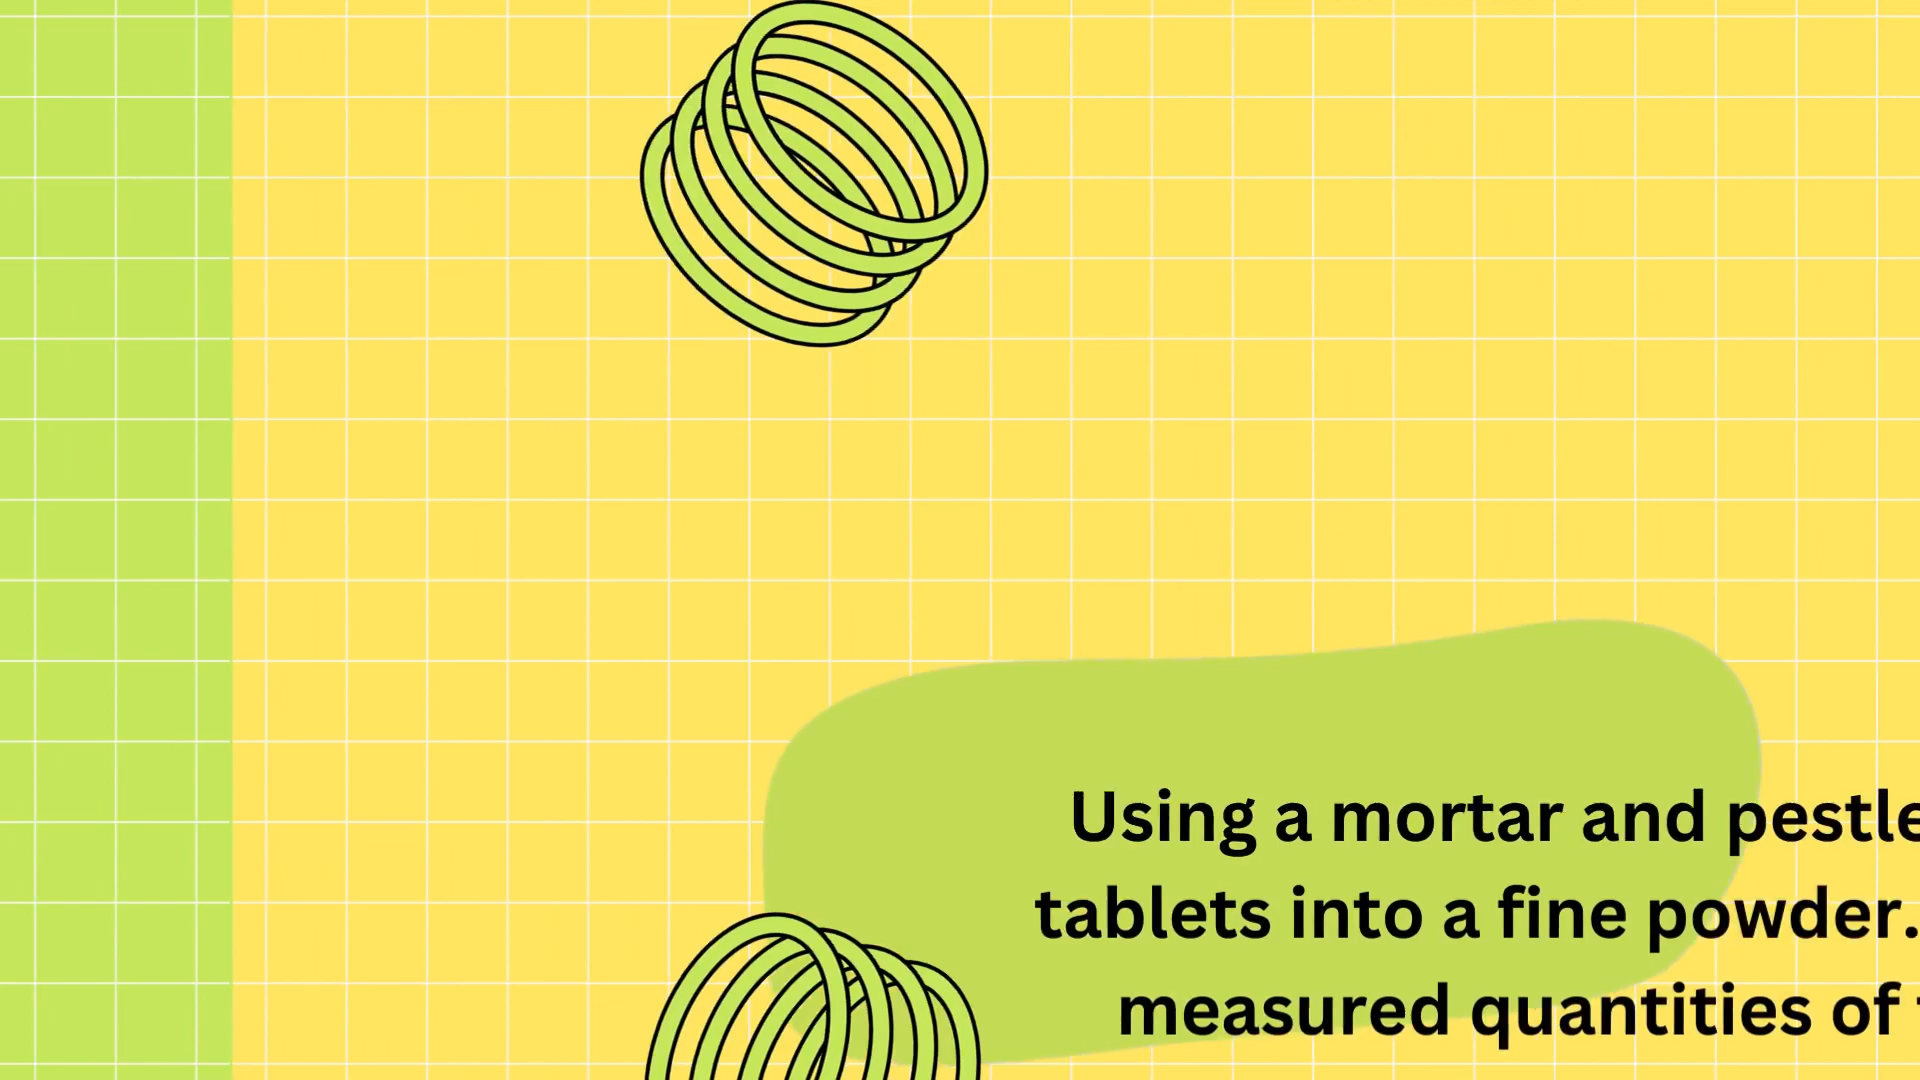 Using a mortar and pestle
tablets into a fine powder.
measured quantities of